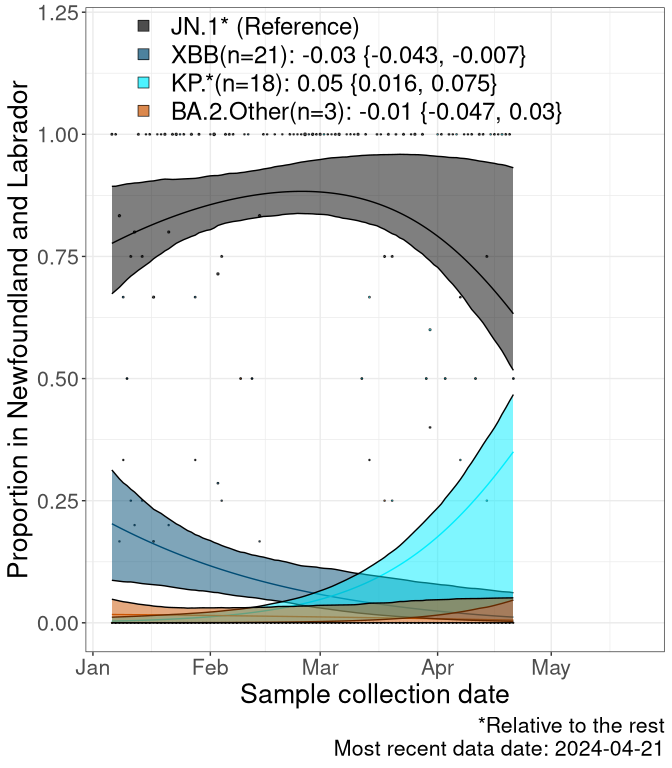 JN.1* (Reference)
XBB(n=21): -0.03 {-0.043, -0.007}
KP.*(n=18): 0.05 {0.016, 0.075}
BA.2.Other(n=3): -0.01 {-0.047, 0.03}
Proportion in Newfoundland and Labrador
1.25
1.00
0.75
0.50
0.25
0.00
Jan Feb Mar Apr May
Sample collection date
*Relative to the rest
Most recent data date: 2024-04-21